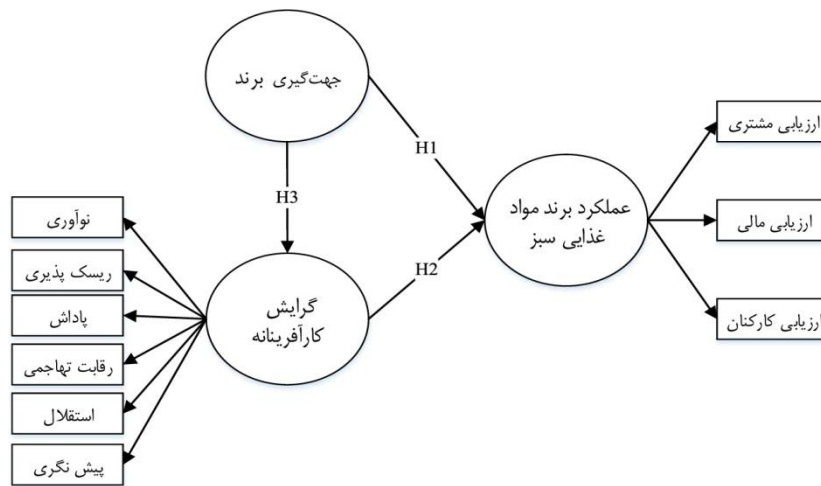 جهت‌گیری برند
ارزیابی مشتری
H1
H3
عملکرد برند مواد
غذایی سبز
ارزیابی مالی
نوآوری
H2
ریسک پذیری
گرایش
کارآفرینانه
پاداش
ارزیابی کارکنان
رقابت تهاجمی
استقلال
پیش نگری